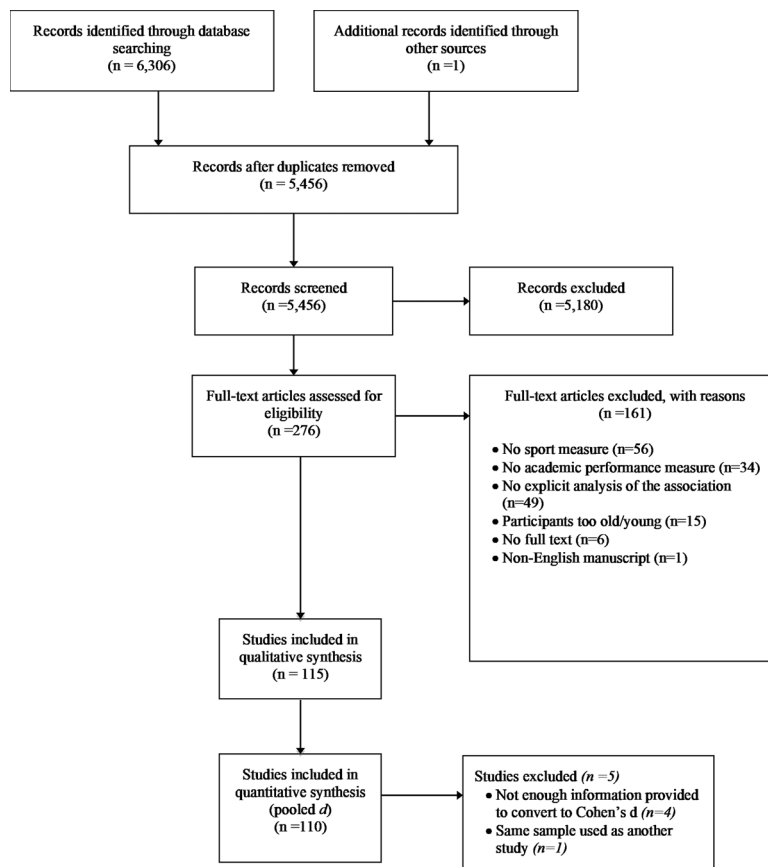 Records identified through database
searching
(n = 6,306)
Additional records identified through
other sources
(n =1)
Records after duplicates removed
(n = 5,456)
Records screened
(n =5,456)
Records excluded
(n =5,180)
Full-text articles assessed for
eligibility
(n =276)
Full-text articles excluded, with reasons
(n =161)
• No sport measure (n=56)
• No academic performance measure (n=34)
• No explicit analysis of the association
(n=49)
• Participants too old/young (n=15)
• No full text (n=6)
• Non-English manuscript (n=1)
Studies included in
qualitative synthesis
(n = 115)
Studies included in
quantitative synthesis
(pooled d)
(n =110)
Studies excluded (n =5)
• Not enough information provided
to convert to Cohen's d (n=4)
• Same sample used as another
study (n=1)